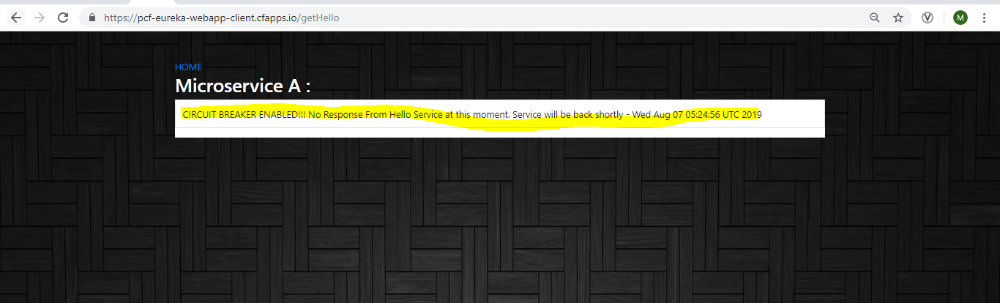 https://pcf-eureka-webapp-client.cfapps.io/getHello
M
HOME
Microservice A :
CIRCUIT BREAKER ENABLED!!! No Response From Hello Service at this moment. Service will be back shortly - Wed Aug 07 05:24:56 UTC 2019